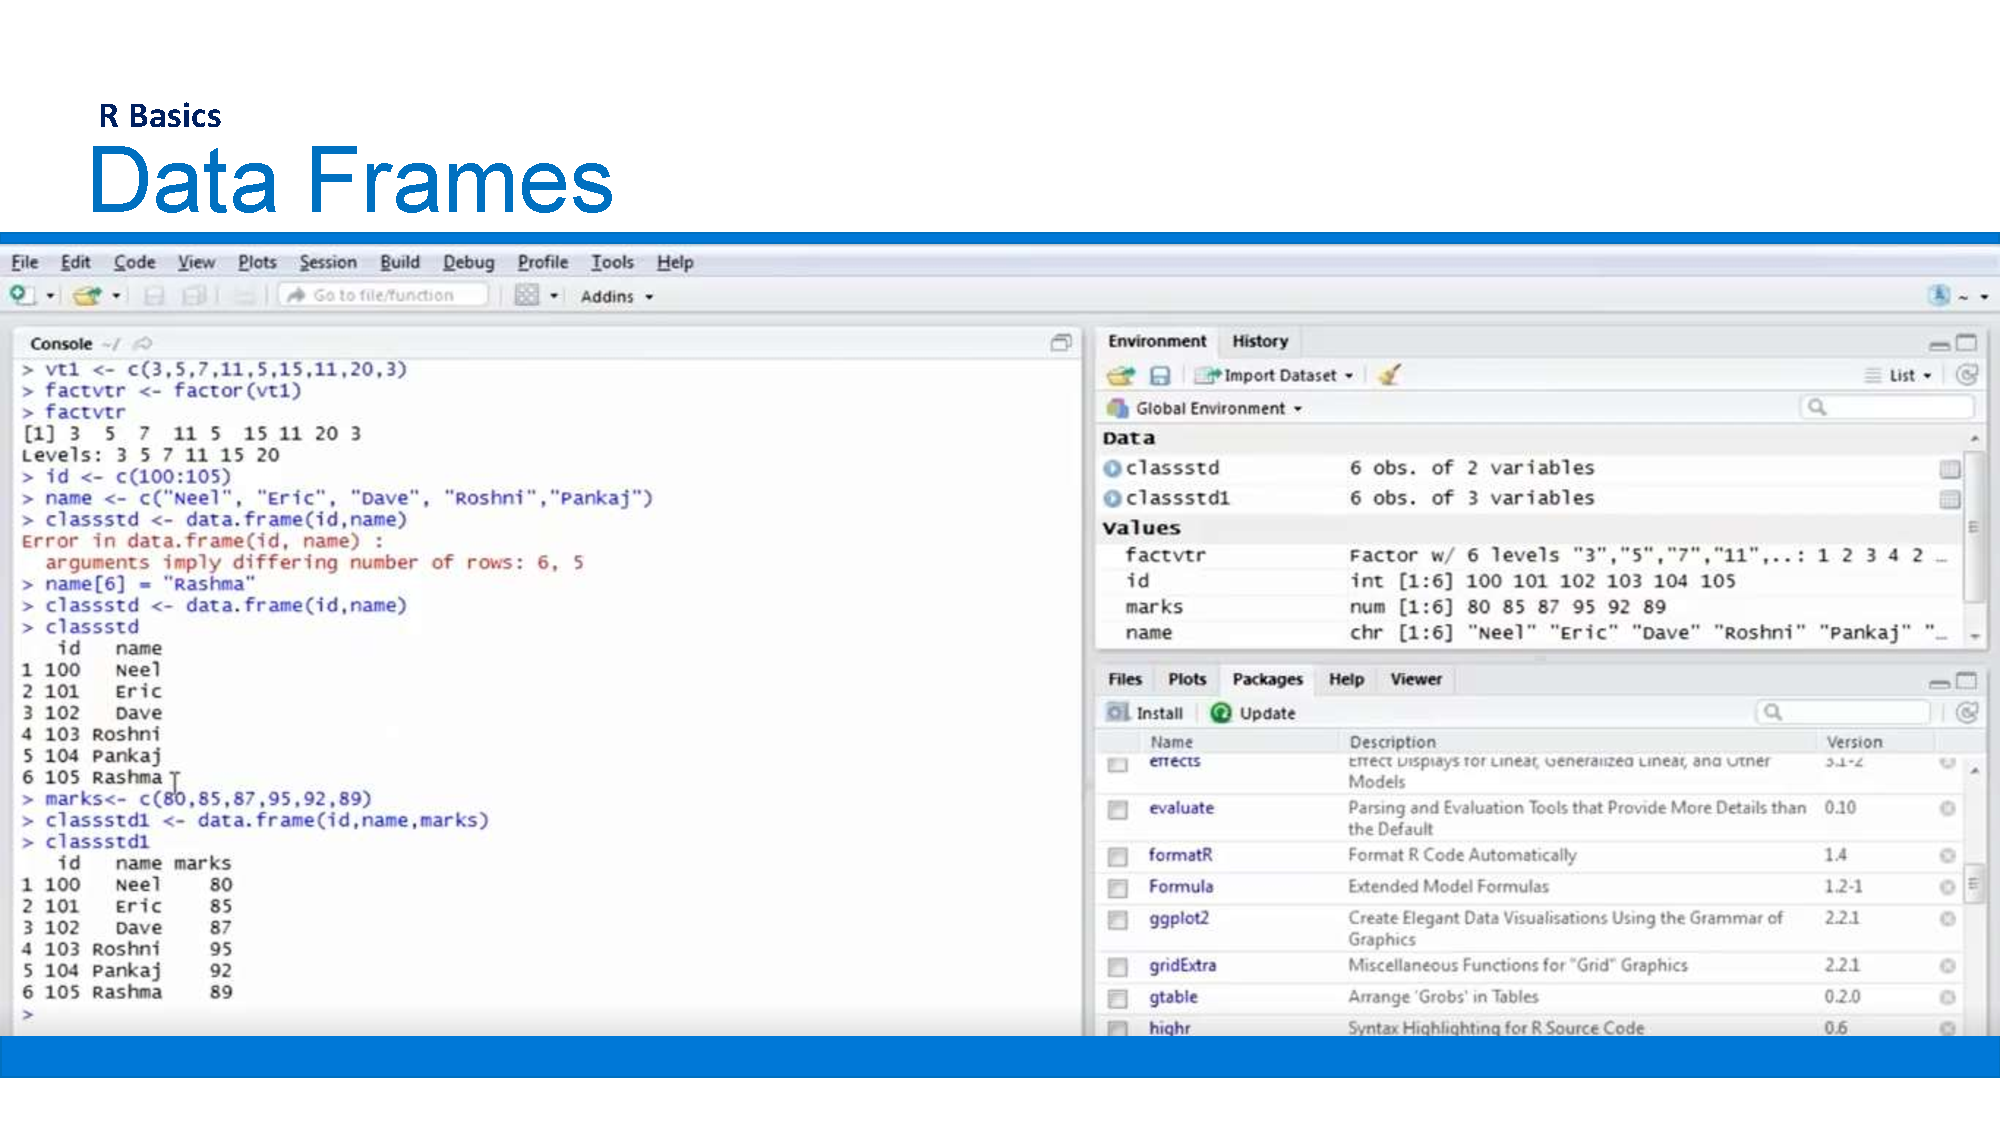 R Basics
Data Frames
File Edit Code View Plots Session Build Debug Profile Tools Help
Go to file/function Addins ~
Console ~/
> vt1 <- c(3,5,7,11,5,15,11,20,3)
> factvtr <- factor(vt1)
> factvtr
[1] 3 5 7 11 5 15 11 20 3
Levels: 3 5 7 11 15 20
> id <- c(100:105)
> name <- c("Neel", "Eric", "Dave", "Roshni","Pankaj")
> classstd <- data.frame(id,name)
Error in data.frame(id, name) :
arguments imply differing number of rows: 6, 5
> name[6] = "Rashma"
> classstd <- data.frame(id,name)
> classstd
id name
1 100 Neel
2 101 Eric
3 102 Dave
4 103 Roshni
5 104 Pankaj
6 105 Rashma
> marks<- c(80,85,87,95,92,89)
> classstd1 <- data.frame(id,name,marks)
> classstd1
id name marks
1 100 Neel 80
2 101 Eric 85
3 102 Dave 87
4 103 Roshni 95
5 104 Pankaj 92
6 105 Rashma 89
>
Environment History
Import Dataset List
Global Environment
Data
classstd 6 obs. of 2 variables
classstd1 6 obs. of 3 variables
Values
factvtr Factor w/ 6 levels "3","5","7","11",..: 1 2 3 4 2 …
id int [1:6] 100 101 102 103 104 105
marks num [1:6] 80 85 87 95 92 89
name chr [1:6] "Neel" "Eric" "Dave" "Roshni" "Pankaj" "…
Files Plots Packages Help Viewer
Install Update
Name Description Version
effects Effect Displays for Linear, Generalized Linear, and Other 3.1-2
Models
evaluate Parsing and Evaluation Tools that Provide More Details than 0.10
the Default
formatR Format R Code Automatically 1.4
Formula Extended Model Formulas 1.2-1
ggplot2 Create Elegant Data Visualisations Using the Grammar of 2.2.1
Graphics
gridExtra Miscellaneous Functions for "Grid" Graphics 2.2.1
gtable Arrange 'Grobs' in Tables 0.2.0
highr Syntax Highlighting for R Source Code 0.6